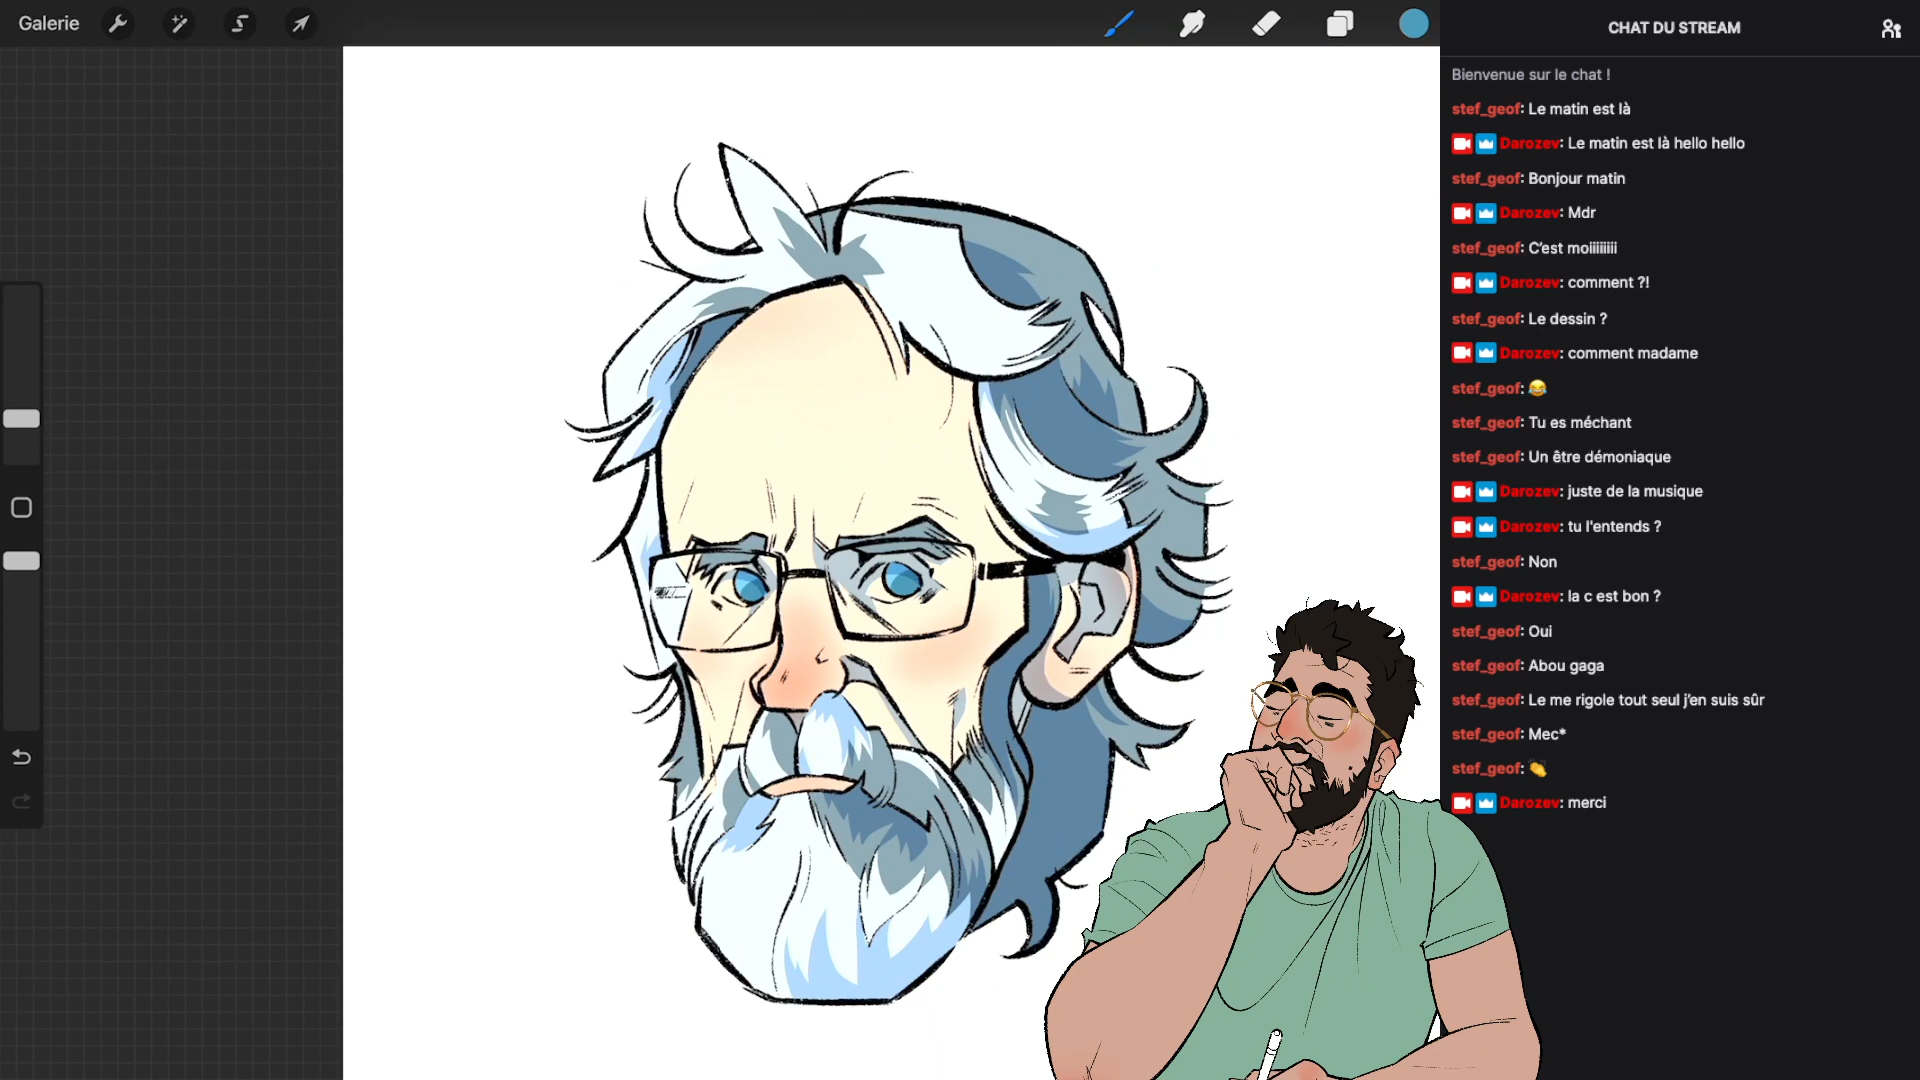 Galerie
CHAT DU STREAM
Bienvenue sur le chat !
stef_geof: Le matin est là
Darozev: Le matin est là hello hello
stef_geof: Bonjour matin
Darozev: Mdr
stef_geof: C'est moiiiiiiiii
Darozev: comment ?!
stef_geof: Le dessin ?
Darozev: comment madame
stef_geof: 😂
stef_geof: Tu es méchant
stef_geof: Un être démoniaque
Darozev: juste de la musique
Darozev: tu l'entends ?
stef_geof: Non
Darozev: la c est bon ?
stef_geof: Oui
stef_geof: Abou gaga
stef_geof: Le me rigole tout seul j'en suis sûr
stef_geof: Mec*
stef_geof: 👏
Darozev: merci